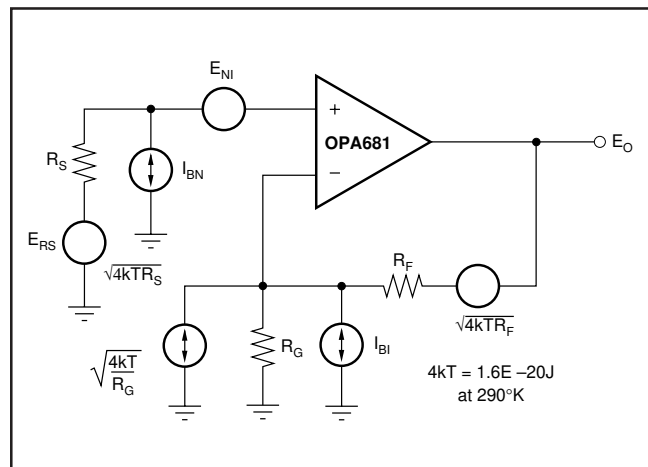 E_NI
+
OPA681
−
E_O
R_S
I_BN
E_RS
√4kTR_S
R_F
√4kTR_F
√4kT/R_G
R_G
I_BI
4kT = 1.6E –20J
at 290°K